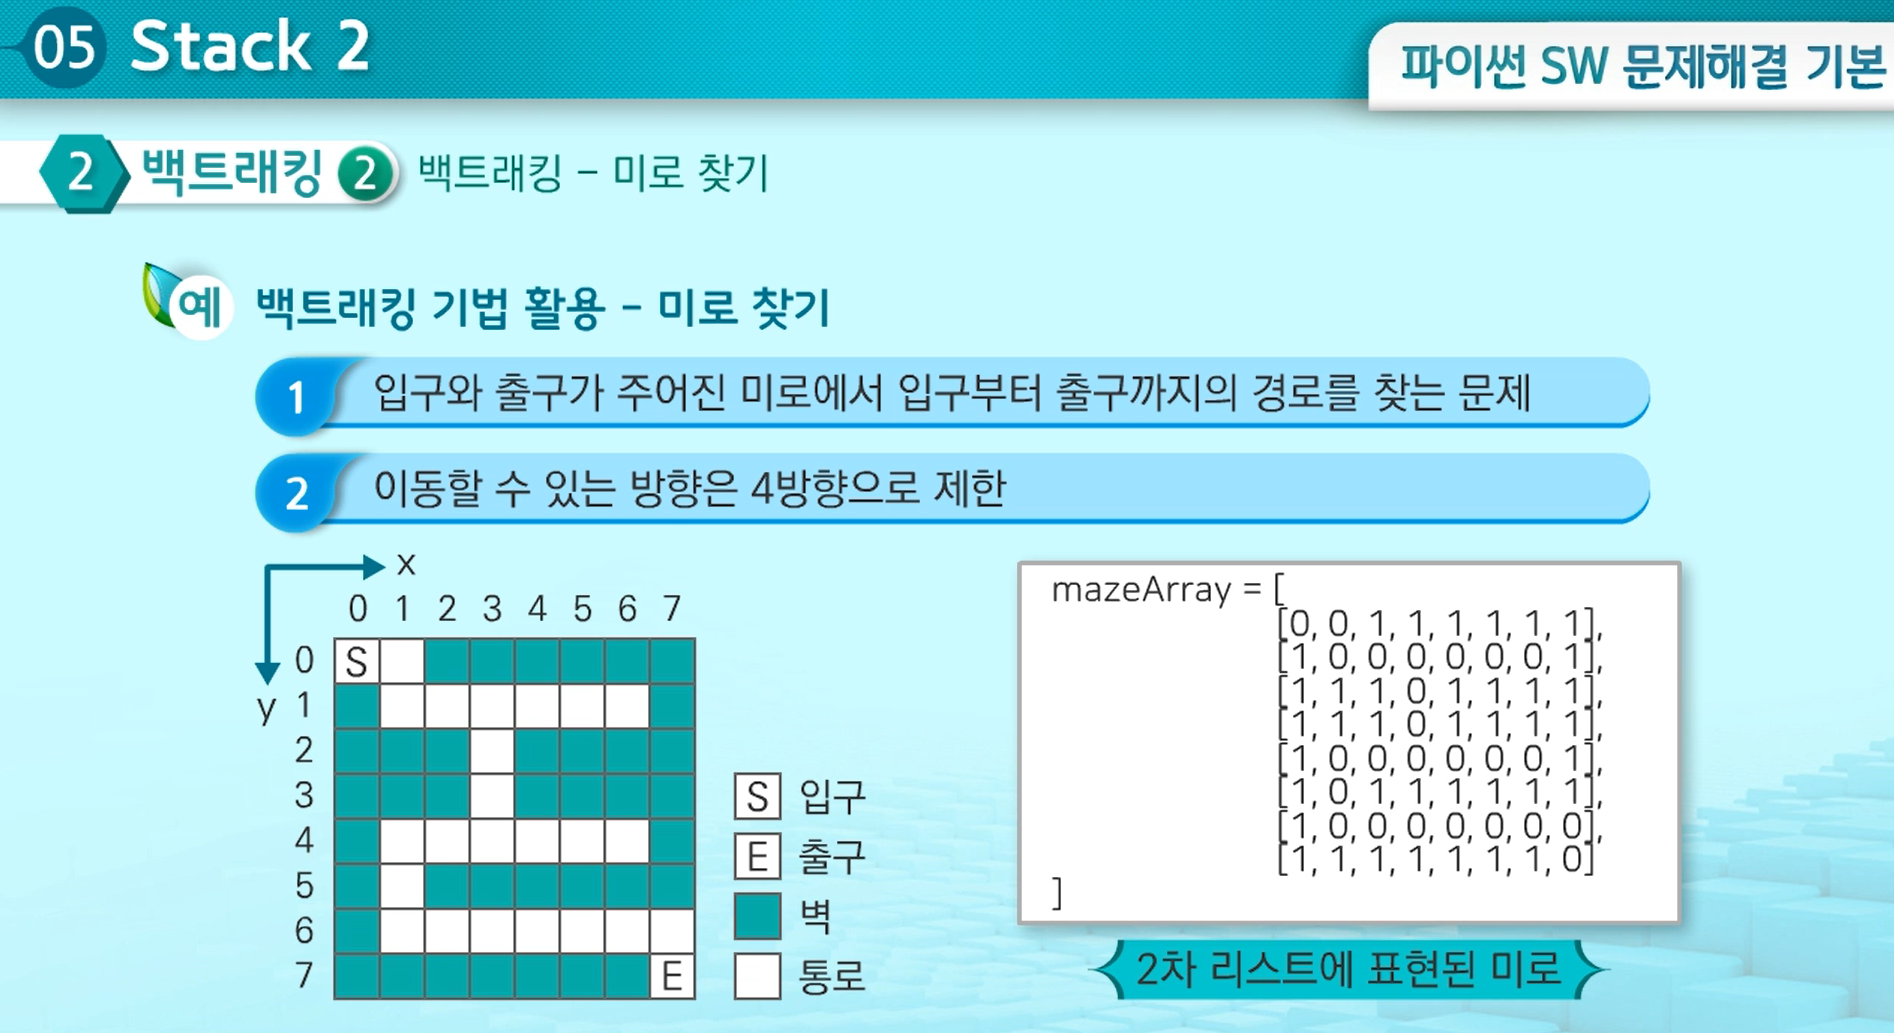 05 Stack 2
파이썬 SW 문제해결 기본
2 백트래킹 2 백트래킹 – 미로 찾기
예 백트래킹 기법 활용 – 미로 찾기
1 입구와 출구가 주어진 미로에서 입구부터 출구까지의 경로를 찾는 문제
2 이동할 수 있는 방향은 4방향으로 제한
x
0 1 2 3 4 5 6 7
y
0 S
1
2
3
4
5
6
7 E
S 입구
E 출구
벽
통로
mazeArray = [
[0, 0, 1, 1, 1, 1, 1, 1],
[1, 0, 0, 0, 0, 0, 0, 1],
[1, 1, 1, 0, 1, 1, 1, 1],
[1, 1, 1, 0, 1, 1, 1, 1],
[1, 0, 0, 0, 0, 0, 0, 1],
[1, 0, 1, 1, 1, 1, 1, 1],
[1, 0, 0, 0, 0, 0, 0, 0],
[1, 1, 1, 1, 1, 1, 1, 0]
]
2차 리스트에 표현된 미로